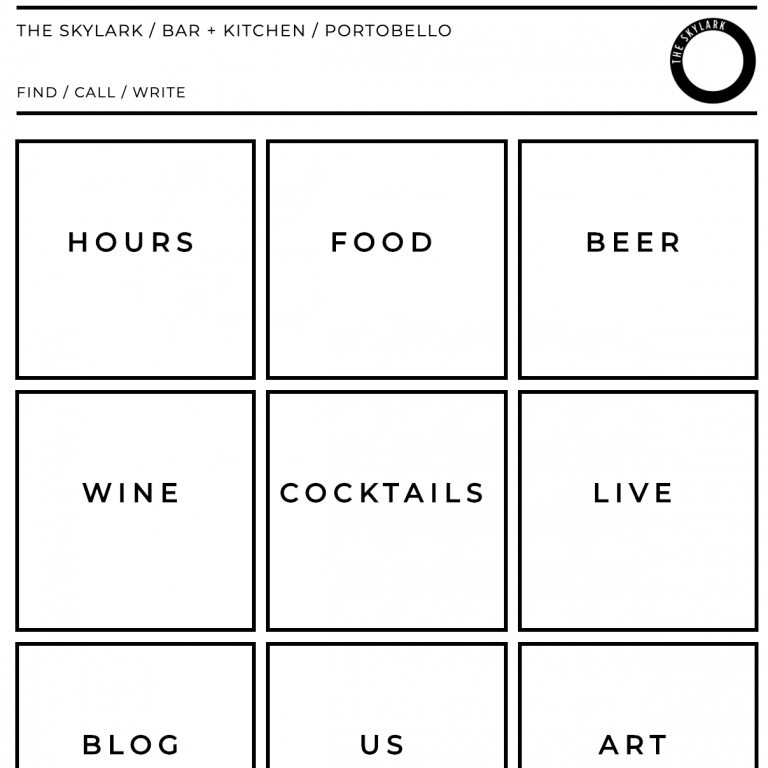 THE SKYLARK / BAR + KITCHEN / PORTOBELLO
THE SKYLARK
FIND / CALL / WRITE
HOURS
FOOD
BEER
WINE
COCKTAILS
LIVE
BLOG
US
ART